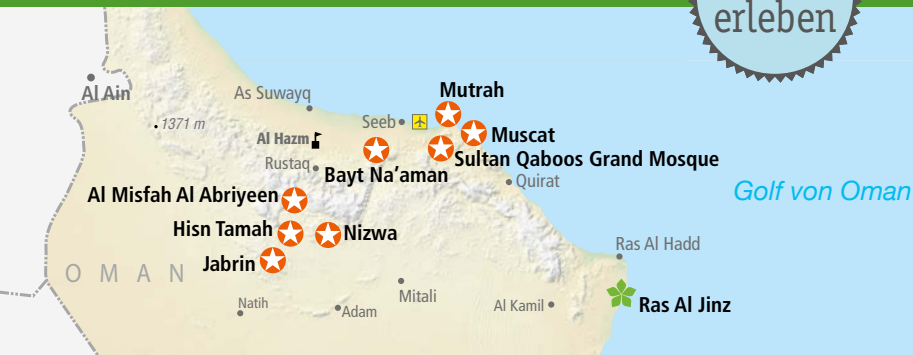 erleben
Al Ain
As Suwayq
Mutrah
1371 m
Seeb
Muscat
Al Hazm
Sultan Qaboos Grand Mosque
Rustaq
Bayt Na’aman
Quirat
Al Misfah Al Abriyeen
Golf von Oman
Hisn Tamah
Nizwa
Ras Al Hadd
Jabrin
OMAN
Mitali
Natih
Adam
Al Kamil
Ras Al Jinz